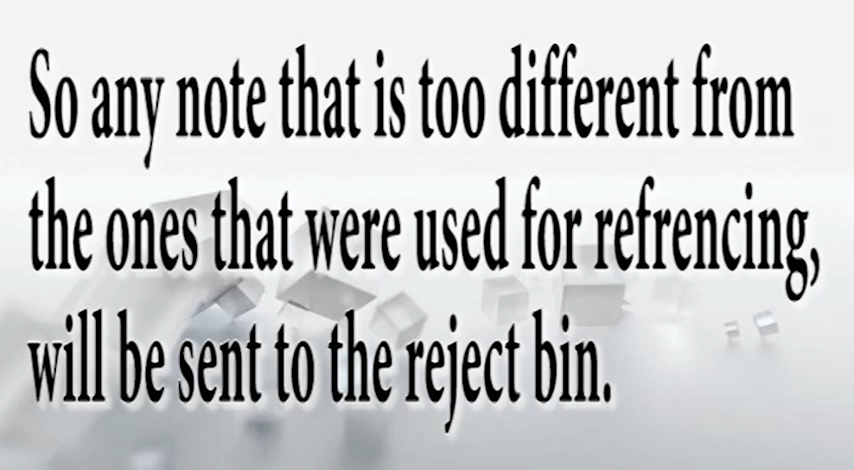 So any note that is too different from
the ones that were used for refrencing,
will be sent to the reject bin.